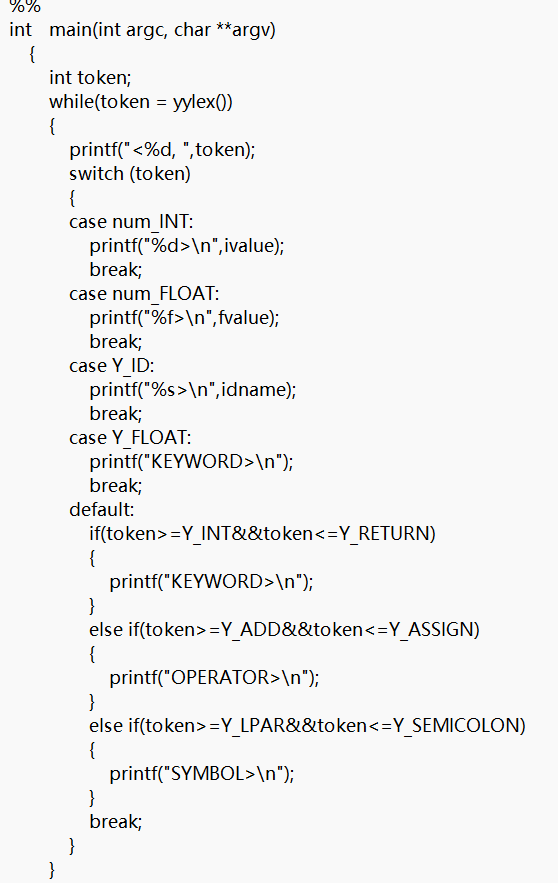 %%
int   main(int argc, char **argv)
    {
        int token;
        while(token = yylex())
        {
            printf("<%d, ",token);
            switch (token)
            {
            case num_INT:
                printf("%d>\n",ivalue);
                break;
            case num_FLOAT:
                printf("%f>\n",fvalue);
                break;
            case Y_ID:
                printf("%s>\n",idname);
                break;
            case Y_FLOAT:
                printf("KEYWORD>\n");
                break;
            default:
                if(token>=Y_INT&&token<=Y_RETURN)
                {
                    printf("KEYWORD>\n");
                }
                else if(token>=Y_ADD&&token<=Y_ASSIGN)
                {
                    printf("OPERATOR>\n");
                }
                else if(token>=Y_LPAR&&token<=Y_SEMICOLON)
                {
                    printf("SYMBOL>\n");
                }
                break;
            }
        }